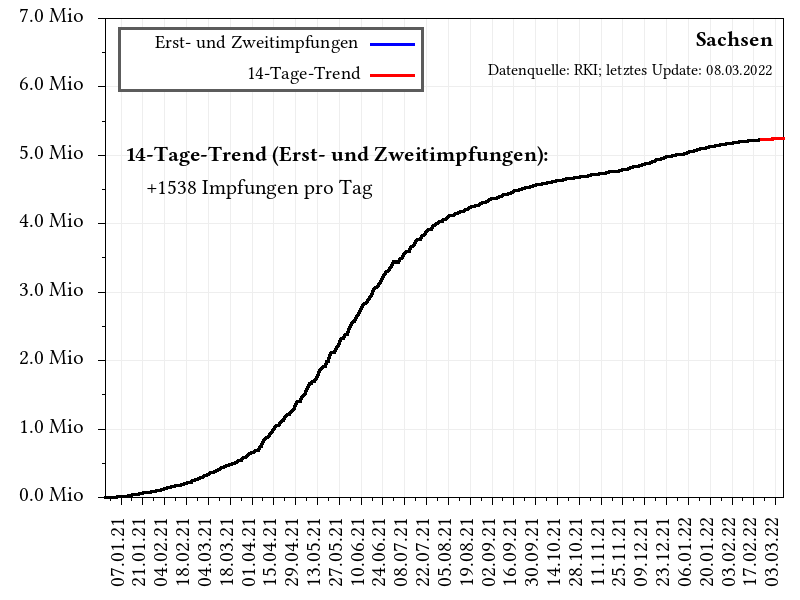 7.0 Mio
6.0 Mio
5.0 Mio
4.0 Mio
3.0 Mio
2.0 Mio
1.0 Mio
0.0 Mio
Erst- und Zweitimpfungen
14-Tage-Trend
Sachsen
Datenquelle: RKI; letztes Update: 08.03.2022
14-Tage-Trend (Erst- und Zweitimpfungen):
+1538 Impfungen pro Tag
07.01.21
21.01.21
04.02.21
18.02.21
04.03.21
18.03.21
01.04.21
15.04.21
29.04.21
13.05.21
27.05.21
10.06.21
24.06.21
08.07.21
22.07.21
05.08.21
19.08.21
02.09.21
16.09.21
30.09.21
14.10.21
28.10.21
11.11.21
25.11.21
09.12.21
23.12.21
06.01.22
20.01.22
03.02.22
17.02.22
03.03.22